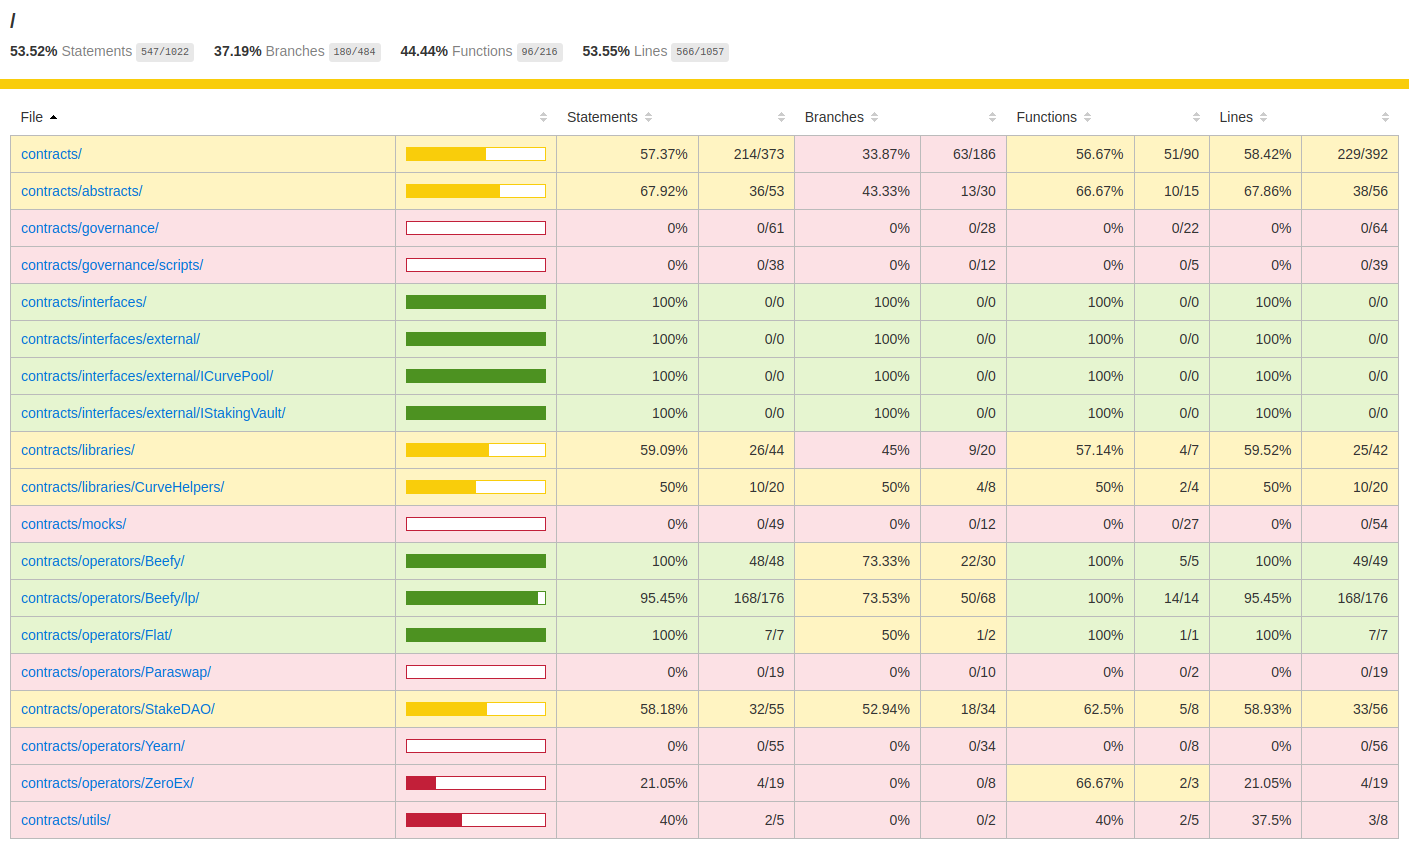 /
53.52% Statements 547/1022 37.19% Branches 180/484 44.44% Functions 96/216 53.55% Lines 566/1057
File Statements Branches Functions Lines
contracts/ 57.37% 214/373 33.87% 63/186 56.67% 51/90 58.42% 229/392
contracts/abstracts/ 67.92% 36/53 43.33% 13/30 66.67% 10/15 67.86% 38/56
contracts/governance/ 0% 0/61 0% 0/28 0% 0/22 0% 0/64
contracts/governance/scripts/ 0% 0/38 0% 0/12 0% 0/5 0% 0/39
contracts/interfaces/ 100% 0/0 100% 0/0 100% 0/0 100% 0/0
contracts/interfaces/external/ 100% 0/0 100% 0/0 100% 0/0 100% 0/0
contracts/interfaces/external/ICurvePool/ 100% 0/0 100% 0/0 100% 0/0 100% 0/0
contracts/interfaces/external/IStakingVault/ 100% 0/0 100% 0/0 100% 0/0 100% 0/0
contracts/libraries/ 59.09% 26/44 45% 9/20 57.14% 4/7 59.52% 25/42
contracts/libraries/CurveHelpers/ 50% 10/20 50% 4/8 50% 2/4 50% 10/20
contracts/mocks/ 0% 0/49 0% 0/12 0% 0/27 0% 0/54
contracts/operators/Beefy/ 100% 48/48 73.33% 22/30 100% 5/5 100% 49/49
contracts/operators/Beefy/lp/ 95.45% 168/176 73.53% 50/68 100% 14/14 95.45% 168/176
contracts/operators/Flat/ 100% 7/7 50% 1/2 100% 1/1 100% 7/7
contracts/operators/Paraswap/ 0% 0/19 0% 0/10 0% 0/2 0% 0/19
contracts/operators/StakeDAO/ 58.18% 32/55 52.94% 18/34 62.5% 5/8 58.93% 33/56
contracts/operators/Yearn/ 0% 0/55 0% 0/34 0% 0/8 0% 0/56
contracts/operators/ZeroEx/ 21.05% 4/19 0% 0/8 66.67% 2/3 21.05% 4/19
contracts/utils/ 40% 2/5 0% 0/2 40% 2/5 37.5% 3/8